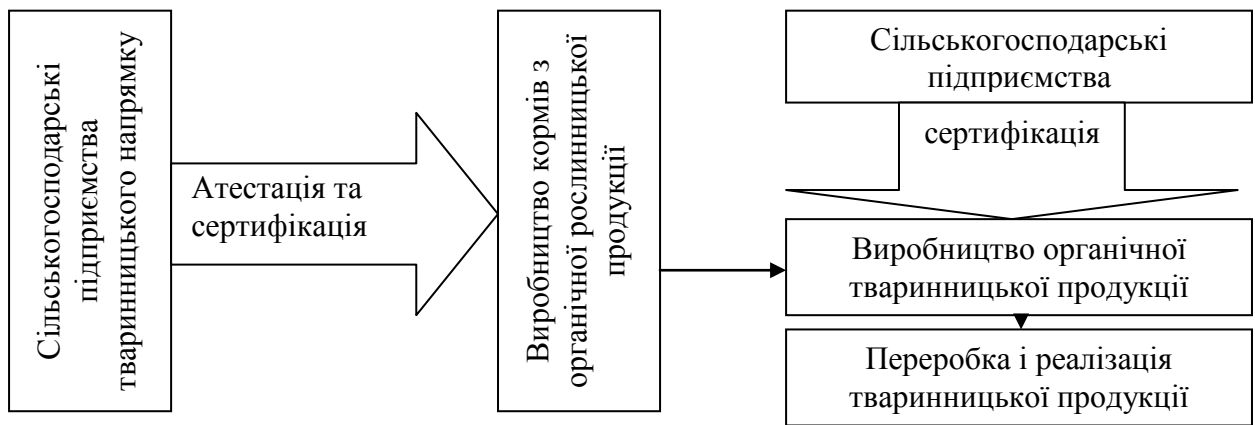 Сільськогосподарські
підприємства
тваринницького напрямку
Атестація та
сертифікація
Виробництво кормів з
органічної рослинницької
продукції
Сільськогосподарські
підприємства
сертифікація
Виробництво органічної
тваринницької продукції
Переробка і реалізація
тваринницької продукції